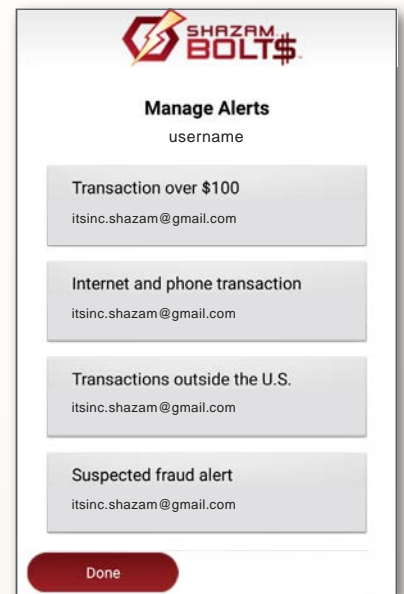 SHAZAM
BOLT$
Manage Alerts
username
Transaction over $100
itsinc.shazam@gmail.com
Internet and phone transaction
itsinc.shazam@gmail.com
Transactions outside the U.S.
itsinc.shazam@gmail.com
Suspected fraud alert
itsinc.shazam@gmail.com
Done